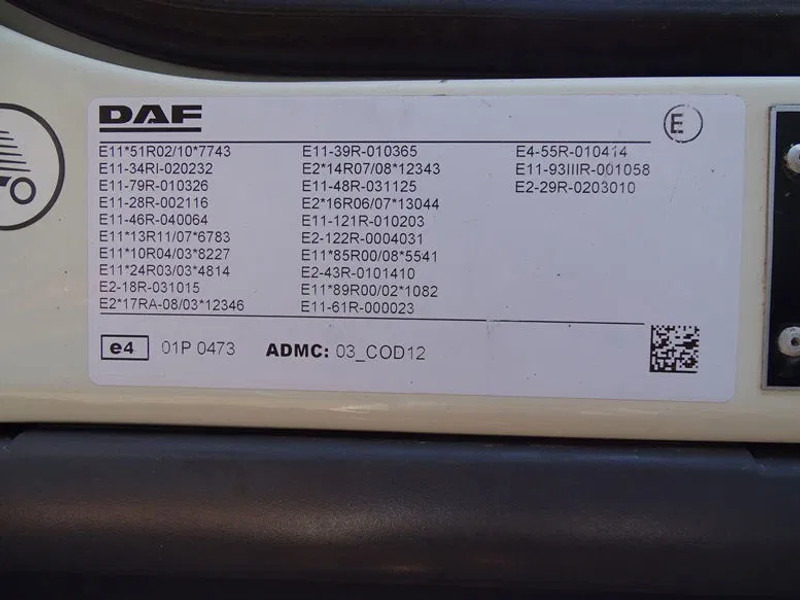 DAF
E
E11*51R02/10*7743
E11-34RI-020232
E11-79R-010326
E11-28R-002116
E11-46R-040064
E11*13R11/07*6783
E11*10R04/03*8227
E11*24R03/03*4814
E2-18R-031015
E2*17RA-08/03*12346
E11-39R-010365
E2*14R07/08*12343
E11-48R-031125
E2*16R06/07*13044
E11-121R-010203
E2-122R-0004031
E11*85R00/08*5541
E2-43R-0101410
E11*89R00/02*1082
E11-61R-000023
E4-55R-010414
E11-93IIIR-001058
E2-29R-0203010
e4 01P 0473 ADMC: 03_COD12